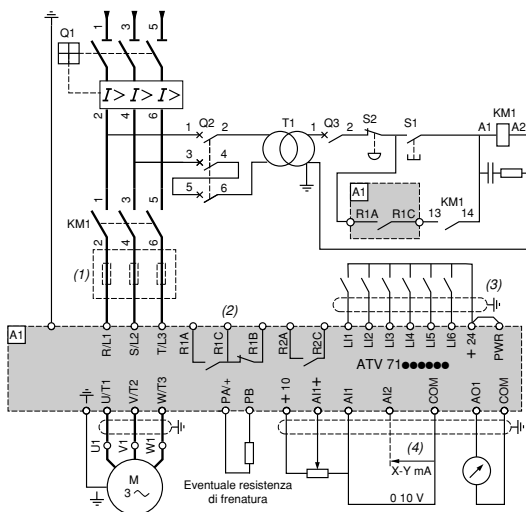 1 3 5
Q1
I> I> I>
2 4 6
1 Q2 2
3 4
5 6
T1
1 Q3 2
S2
S1
KM1
A1 A2
A1
R1A R1C
13 KM1 14
1 3 5
KM1
2 4 6
(1)
(2)
(3)
A1
R/L1 S/L2 T/L3 R1A R1C R1B R2A R2C LI1 LI2 LI3 LI4 LI5 LI6 + 24 PWR
ATV 71●●●●●●
U/T1 V/T2 W/T3 PA/+ PB + 10 AI1+ AI1 AI2 COM AO1 COM
U1 V1 W1
M
3 ~
Eventuale resistenza
di frenatura
(4)
X-Y mA
0 10 V